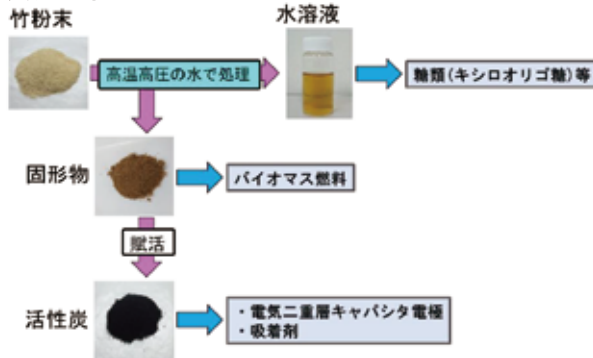 竹粉末
水溶液
高温高圧の水で処理
糖類(キシロオリゴ糖)等
固形物
バイオマス燃料
賦活
活性炭
・電気二重層キャパシタ電極
・吸着剤